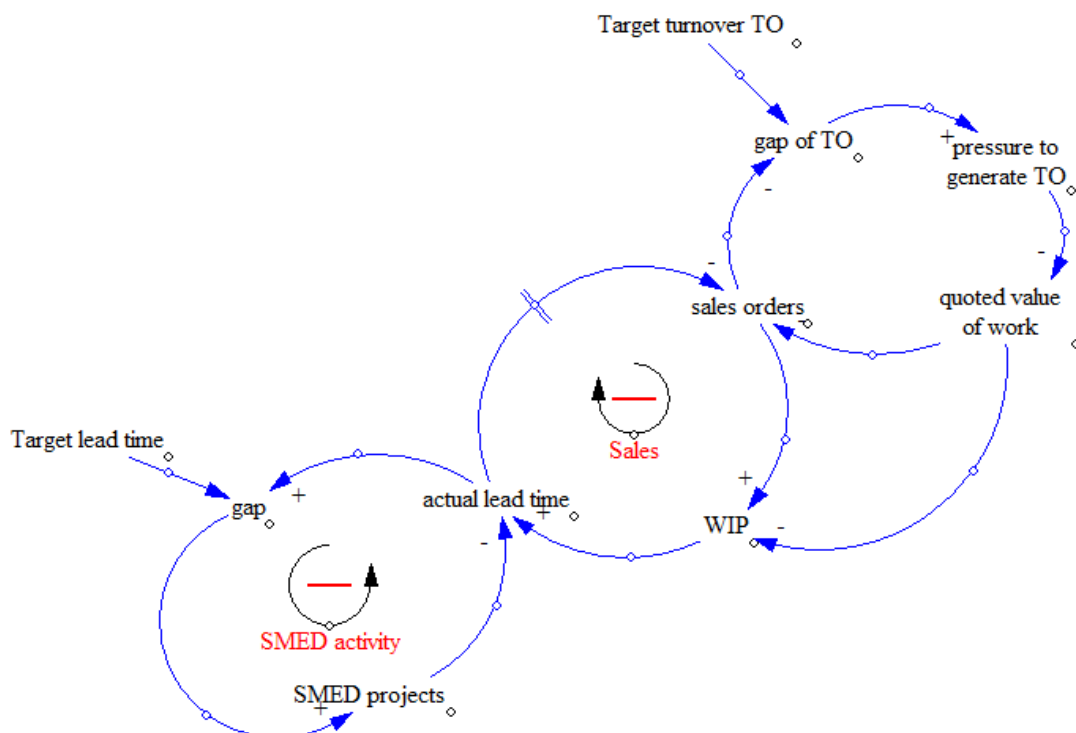 Target turnover TO
gap of TO
+
pressure to
generate TO
-
-
-
sales orders
-
quoted value
of work
Sales
Target lead time
+
gap
actual lead time
+
+
WIP
-
-
SMED activity
SMED projects
+